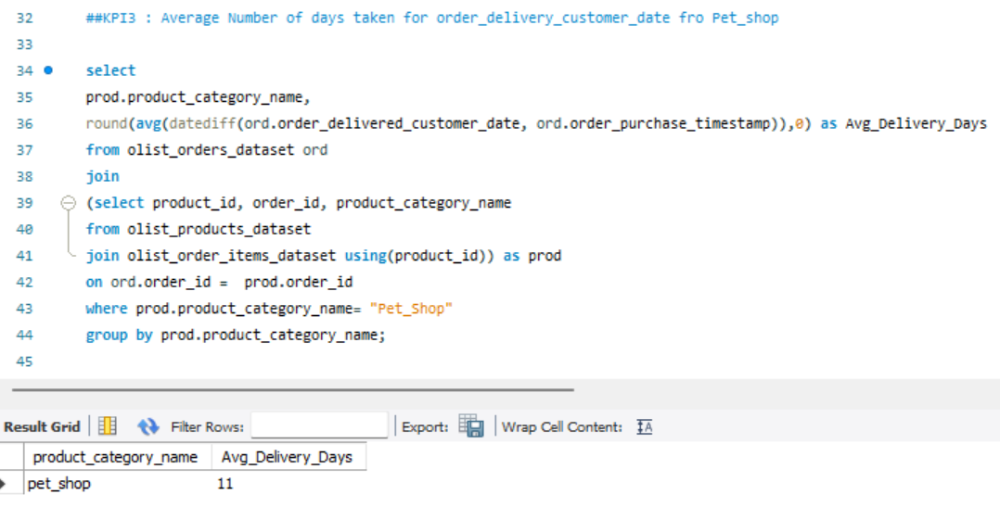 32 ##KPI3 : Average Number of days taken for order_delivery_customer_date fro Pet_shop
33
34 select
35 prod.product_category_name,
36 round(avg(datediff(ord.order_delivered_customer_date, ord.order_purchase_timestamp)),0) as Avg_Delivery_Days
37 from olist_orders_dataset ord
38 join
39 (select product_id, order_id, product_category_name
40 from olist_products_dataset
41 join olist_order_items_dataset using(product_id)) as prod
42 on ord.order_id =  prod.order_id
43 where prod.product_category_name= "Pet_Shop"
44 group by prod.product_category_name;
45
Result Grid Filter Rows: Export: Wrap Cell Content:
product_category_name Avg_Delivery_Days
pet_shop 11